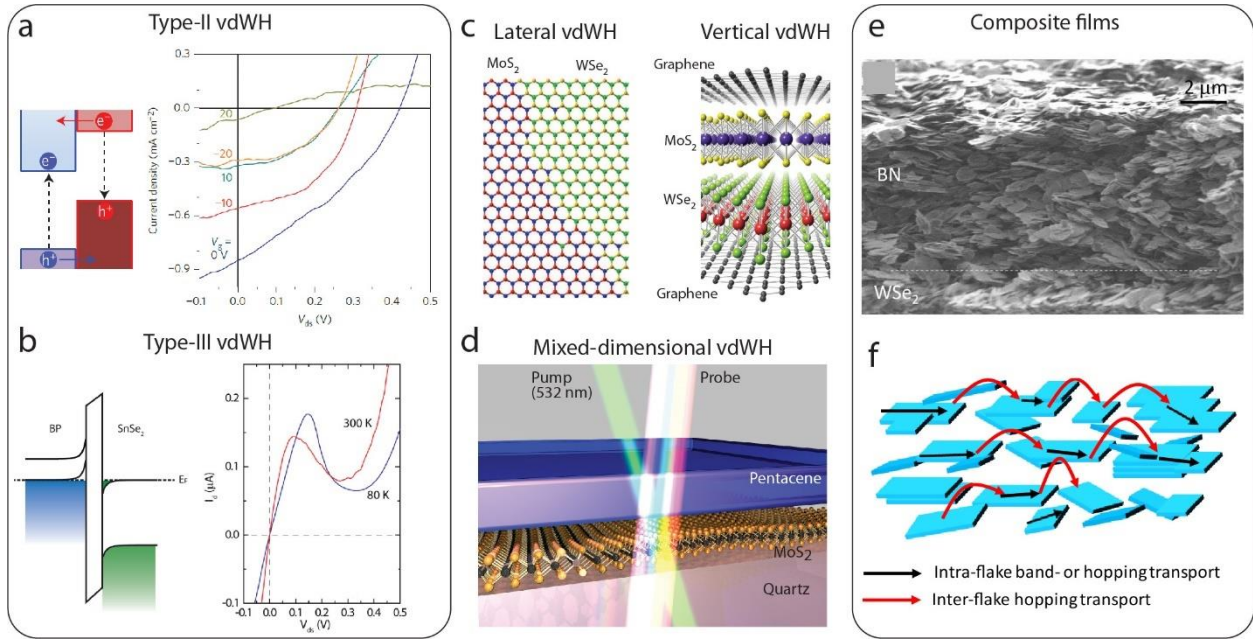 a
Type-II vdWH
0.3
0.0
-0.3
-0.6
-0.9
Current density (mA cm⁻²)
20
-20
10
-10
0 V
e⁻
e⁻
h⁺
h⁺
-0.1 0.0 0.1 0.2 0.3 0.4 0.5
V_ds (V)
b
Type-III vdWH
BP
SnSe₂
E_F
0.2
0.1
0.0
-0.1
I_d (μA)
300 K
80 K
-0.1 0.0 0.1 0.2 0.3 0.4 0.5
V_ds (V)
c
Lateral vdWH
MoS₂ WSe₂
Vertical vdWH
Graphene
MoS₂
WSe₂
Graphene
d
Mixed-dimensional vdWH
Pump
(532 nm)
Probe
Pentacene
MoS₂
Quartz
e
Composite films
2 μm
BN
WSe₂
f
Intra-flake band- or hopping transport
Inter-flake hopping transport